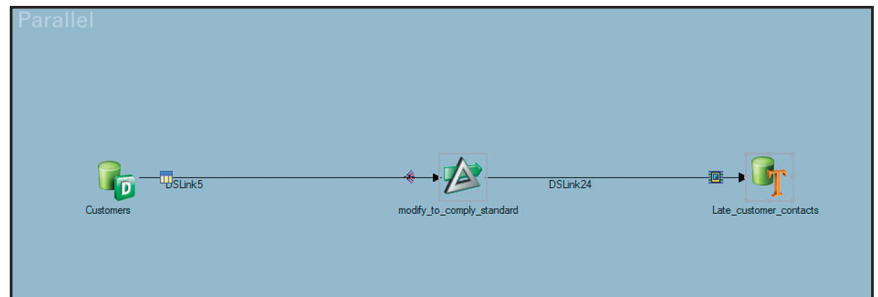 Parallel
DSLink5
DSLink24
Customers
modify_to_comply_standard
Late_customer_contacts